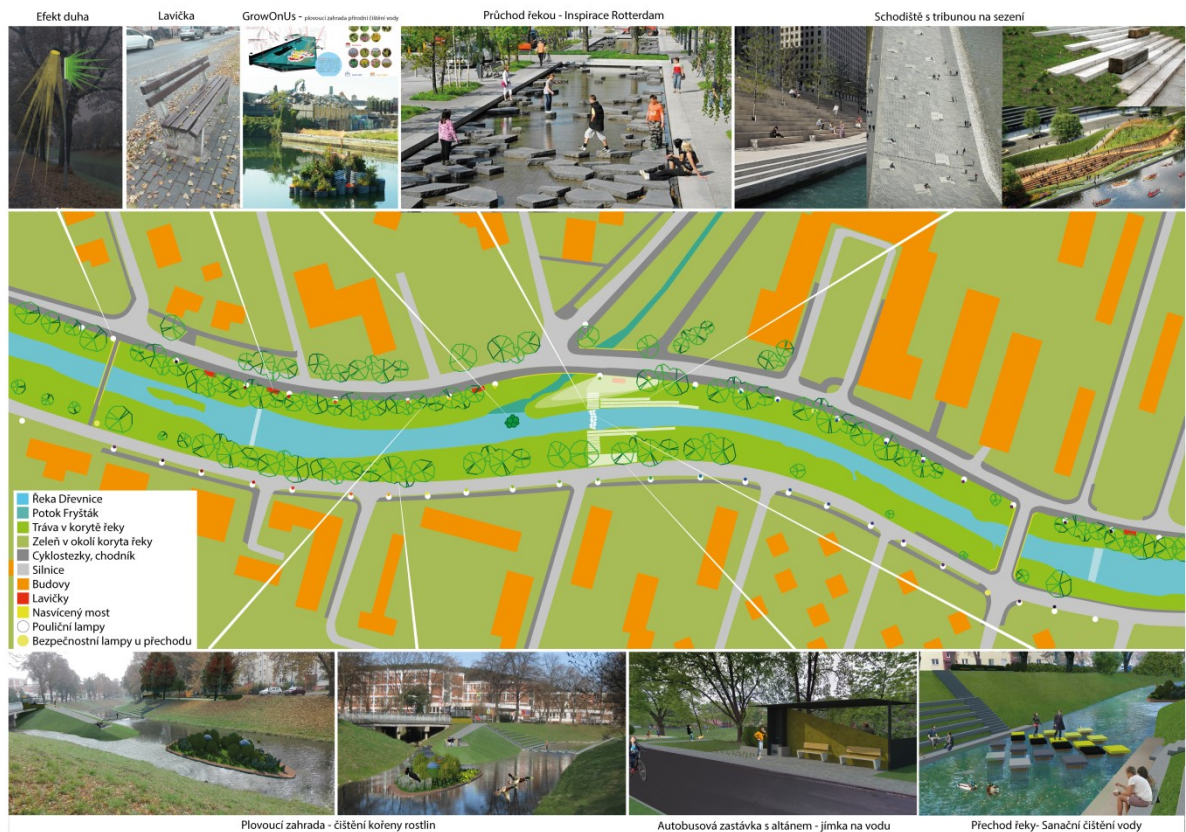 Efekt duha
Lavička
GrowOnUs - plovoucí zahrada přírodní čištění vody
Průchod řekou - Inspirace Rotterdam
Schodiště s tribunou na sezení
Řeka Dřevnice
Potok Fryšták
Tráva v korytě řeky
Zeleň v okolí koryta řeky
Cyklostezky, chodník
Silnice
Budovy
Lavičky
Nasvícený most
Pouliční lampy
Bezpečnostní lampy u přechodu
Plovoucí zahrada - čištění kořeny rostlin
Autobusová zastávka s altánem - jímka na vodu
Přechod řeky- Sanační čištění vody